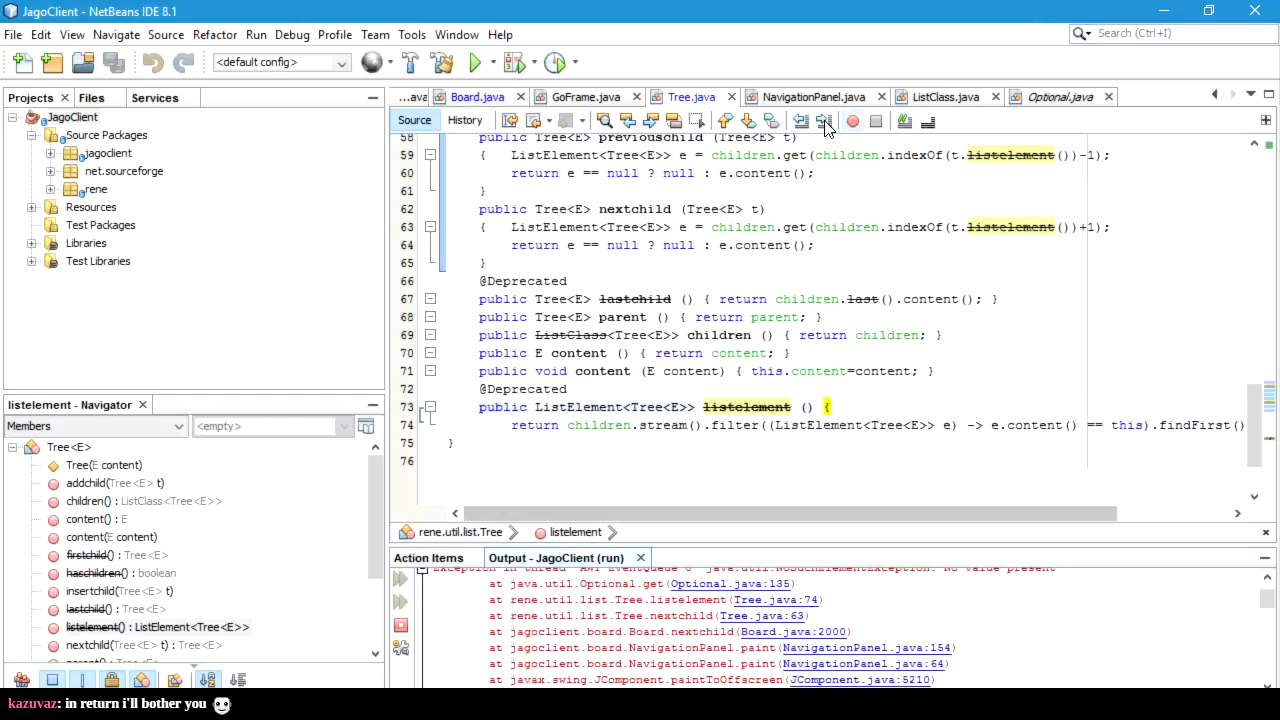 JagoClient - NetBeans IDE 8.1
File Edit View Navigate Source Refactor Run Debug Profile Team Tools Window Help
Search (Ctrl+I)
<default config>
Projects Files Services
JagoClient
Source Packages
jagoclient
net.sourceforge
rene
Resources
Test Packages
Libraries
Test Libraries
listelement - Navigator
Members <empty>
Tree<E>
Tree(E content)
addchild(Tree<E> t)
children() : ListClass<Tree<E>>
content() : E
content(E content)
firstchild() : Tree<E>
haschildren() : boolean
insertchild(Tree<E> t)
lastchild() : Tree<E>
listelement() : ListElement<Tree<E>>
nextchild(Tree<E> t) : Tree<E>
...ava Board.java GoFrame.java Tree.java NavigationPanel.java ListClass.java Optional.java
Source History
58 public Tree<E> previouschild (Tree<E> t)
59 { ListElement<Tree<E>> e = children.get(children.indexOf(t.listelement())-1);
60 return e == null ? null : e.content();
61 }
62 public Tree<E> nextchild (Tree<E> t)
63 { ListElement<Tree<E>> e = children.get(children.indexOf(t.listelement())+1);
64 return e == null ? null : e.content();
65 }
66 @Deprecated
67 public Tree<E> lastchild () { return children.last().content(); }
68 public Tree<E> parent () { return parent; }
69 public ListClass<Tree<E>> children () { return children; }
70 public E content () { return content; }
71 public void content (E content) { this.content=content; }
72 @Deprecated
73 public ListElement<Tree<E>> listelement () {
74 return children.stream().filter((ListElement<Tree<E>> e) -> e.content() == this).findFirst()
75 }
76
rene.util.list.Tree listelement
Action Items Output - JagoClient (run)
at java.util.Optional.get(Optional.java:135)
at rene.util.list.Tree.listelement(Tree.java:74)
at rene.util.list.Tree.nextchild(Tree.java:63)
at jagoclient.board.Board.nextchild(Board.java:2000)
at jagoclient.board.NavigationPanel.paint(NavigationPanel.java:154)
at jagoclient.board.NavigationPanel.paint(NavigationPanel.java:64)
at javax.swing.JComponent.paintToOffscreen(JComponent.java:5210)
kazuvaz: in return i'll bother you